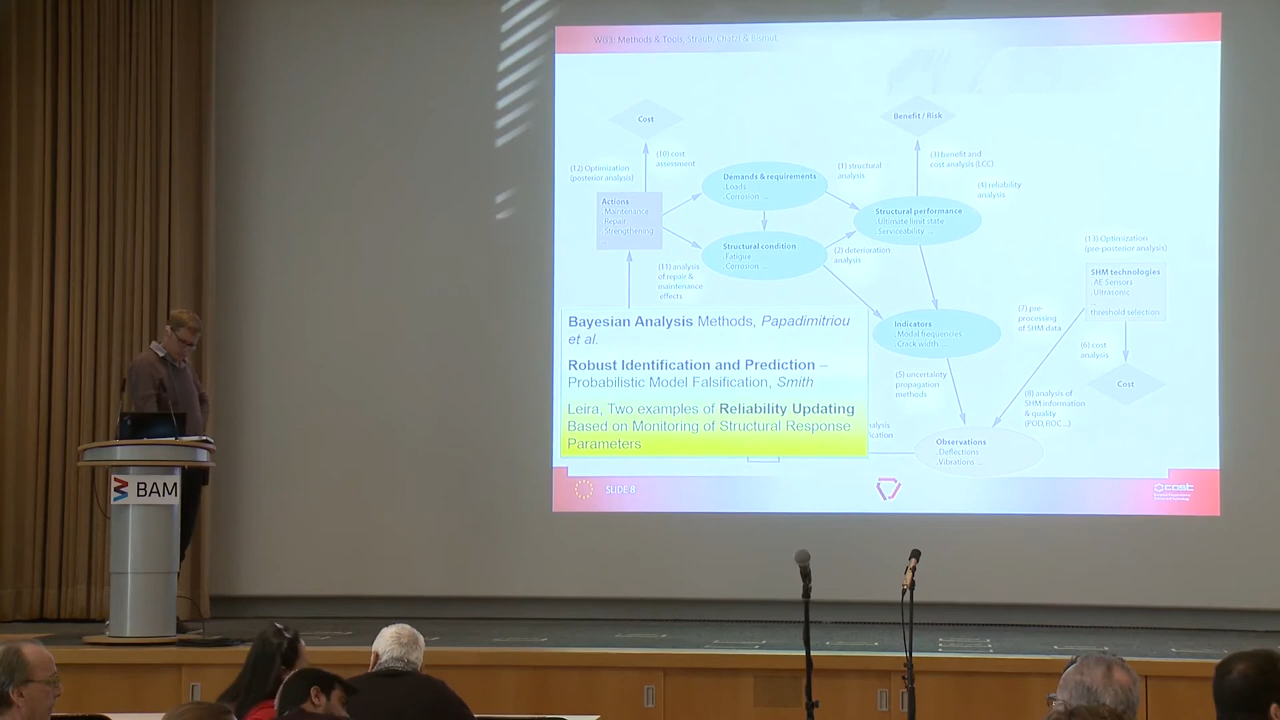 WG3: Methods & Tools, Straub, Chatzi & Bismut
Cost
Benefit / Risk
(10) cost
assessment
(3) benefit and
cost analysis (LCC)
(12) Optimization
(posterior analysis)
(1) structural
analysis
Demands & requirements
. Loads
. Corrosion ...
(4) reliability
analysis
Actions
. Maintenance
. Repair
. Strengthening
...
Structural performance
. Ultimate limit state
. Serviceability ...
Structural condition
. Fatigue
. Corrosion ...
(2) deterioration
analysis
(13) Optimization
(pre-posterior analysis)
(11) analysis
of repair &
maintenance
effects
SHM technologies
. AE Sensors
. Ultrasonic
...
threshold selection
(7) pre-
processing
of SHM data
Indicators
. Modal frequencies
. Crack width ...
(6) cost
analysis
Cost
(5) uncertainty
propagation
methods
(8) analysis of
SHM information
& quality
(POD, ROC ...)
Observations
. Deflections
. Vibrations ...
Bayesian Analysis Methods, Papadimitriou
et al.
Robust Identification and Prediction –
Probabilistic Model Falsification, Smith
Leira, Two examples of Reliability Updating
Based on Monitoring of Structural Response
Parameters
SLIDE 8
cost
BAM